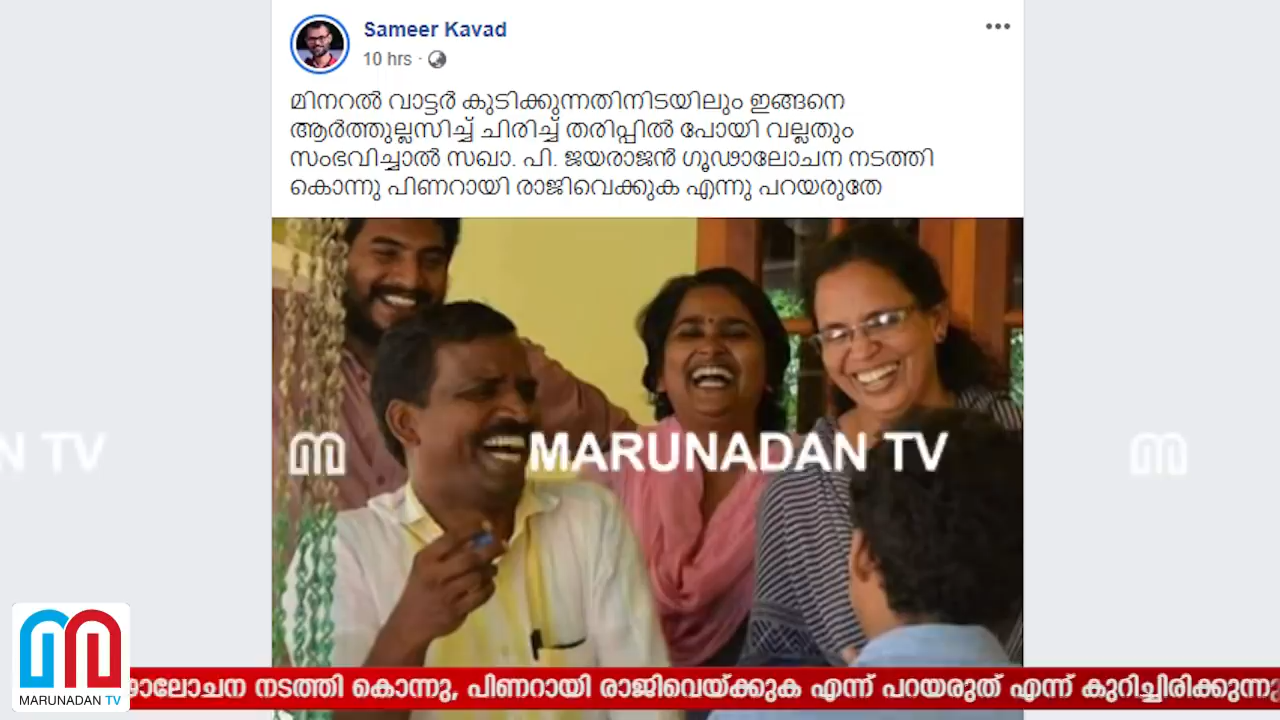 Sameer Kavad
10 hrs ·
മിനറൽ വാട്ടർ കുടിക്കുന്നതിനിടയിലും ഇങ്ങനെ
ആർത്തുല്ലസിച്ച് ചിരിച്ച് തരിപ്പിൽ പോയി വല്ലതും
സംഭവിച്ചാൽ സഖാ. പി. ജയരാജൻ ഗൂഢാലോചന നടത്തി
കൊന്നു പിണറായി രാജിവെക്കുക എന്നു പറയരുതേ
N TV
MARUNADAN TV
MARUNADAN TV
ഢാലോചന നടത്തി കൊന്നു, പിണറായി രാജിവെയ്ക്കുക എന്ന് പറയരുത് എന്ന് കുറിച്ചിരിക്കുന്നു